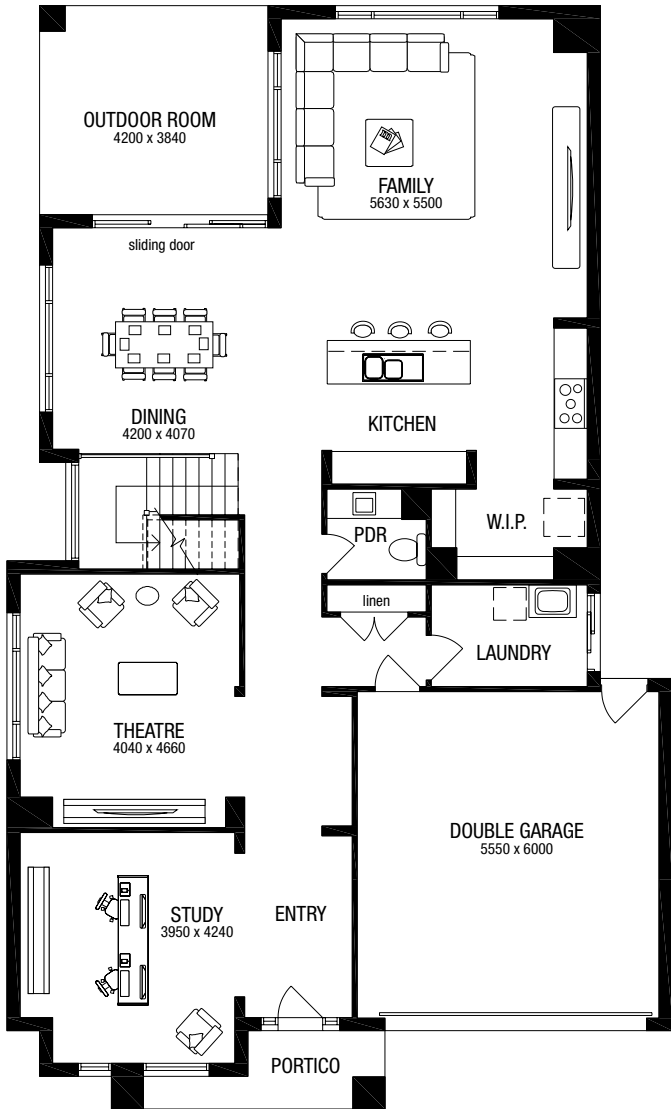 OUTDOOR ROOM
4200 x 3840
FAMILY
5630 x 5500
sliding door
DINING
4200 x 4070
KITCHEN
W.I.P.
PDR
linen
LAUNDRY
THEATRE
4040 x 4660
DOUBLE GARAGE
5550 x 6000
STUDY
3950 x 4240
ENTRY
PORTICO